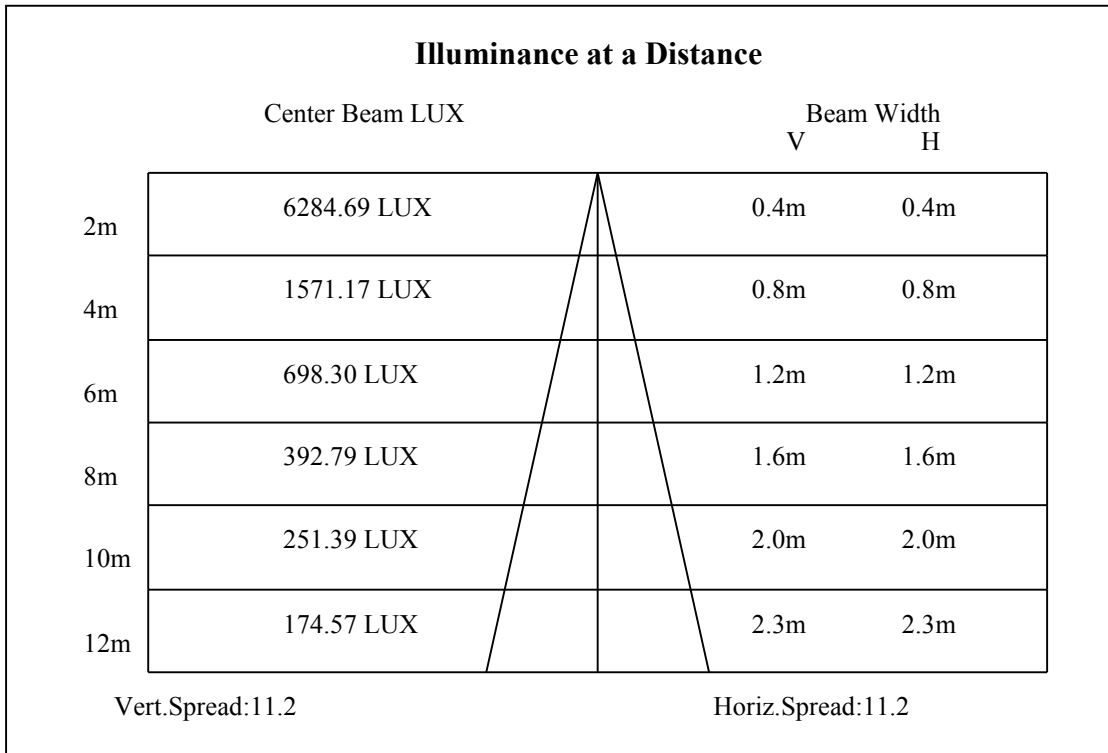 Illuminance at a Distance
Center Beam LUX Beam Width
V H
2m 6284.69 LUX 0.4m 0.4m
4m 1571.17 LUX 0.8m 0.8m
6m 698.30 LUX 1.2m 1.2m
8m 392.79 LUX 1.6m 1.6m
10m 251.39 LUX 2.0m 2.0m
12m 174.57 LUX 2.3m 2.3m
Vert.Spread:11.2 Horiz.Spread:11.2